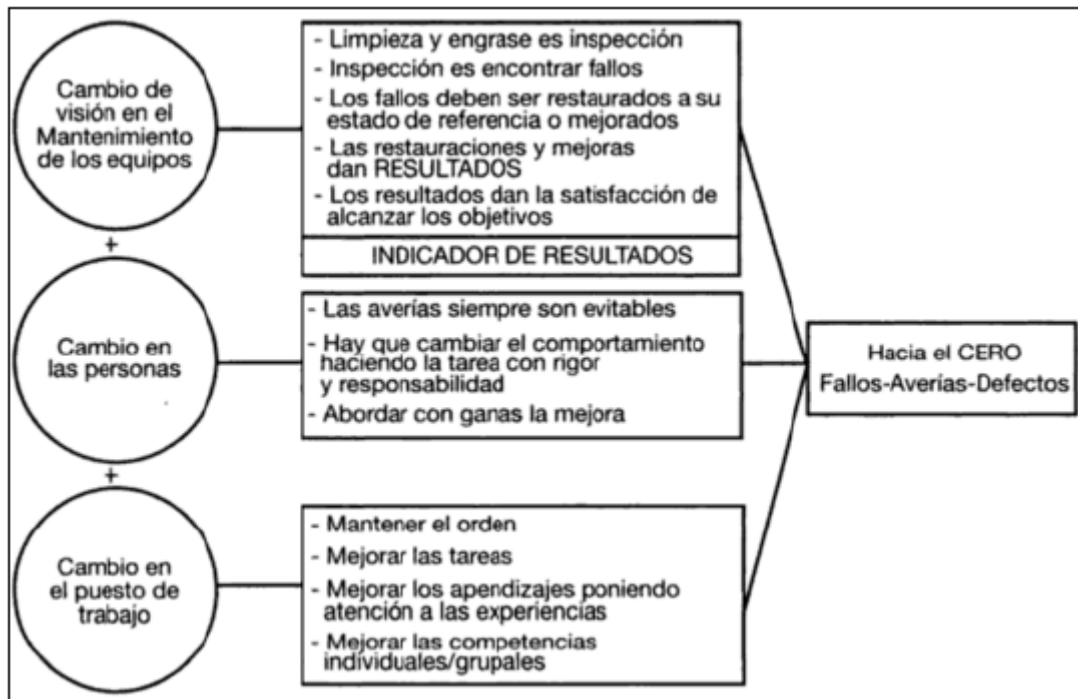 Cambio de
visión en el
Mantenimiento
de los equipos
- Limpieza y engrase es inspección
- Inspección es encontrar fallos
- Los fallos deben ser restaurados a su
estado de referencia o mejorados
- Las restauraciones y mejoras
dan RESULTADOS
- Los resultados dan la satisfacción de
alcanzar los objetivos
INDICADOR DE RESULTADOS
+
Cambio en
las personas
- Las averías siempre son evitables
- Hay que cambiar el comportamiento
haciendo la tarea con rigor
y responsabilidad
- Abordar con ganas la mejora
+
Cambio en
el puesto de
trabajo
- Mantener el orden
- Mejorar las tareas
- Mejorar los apendizajes poniendo
atención a las experiencias
- Mejorar las competencias
individuales/grupales
Hacia el CERO
Fallos-Averías-Defectos